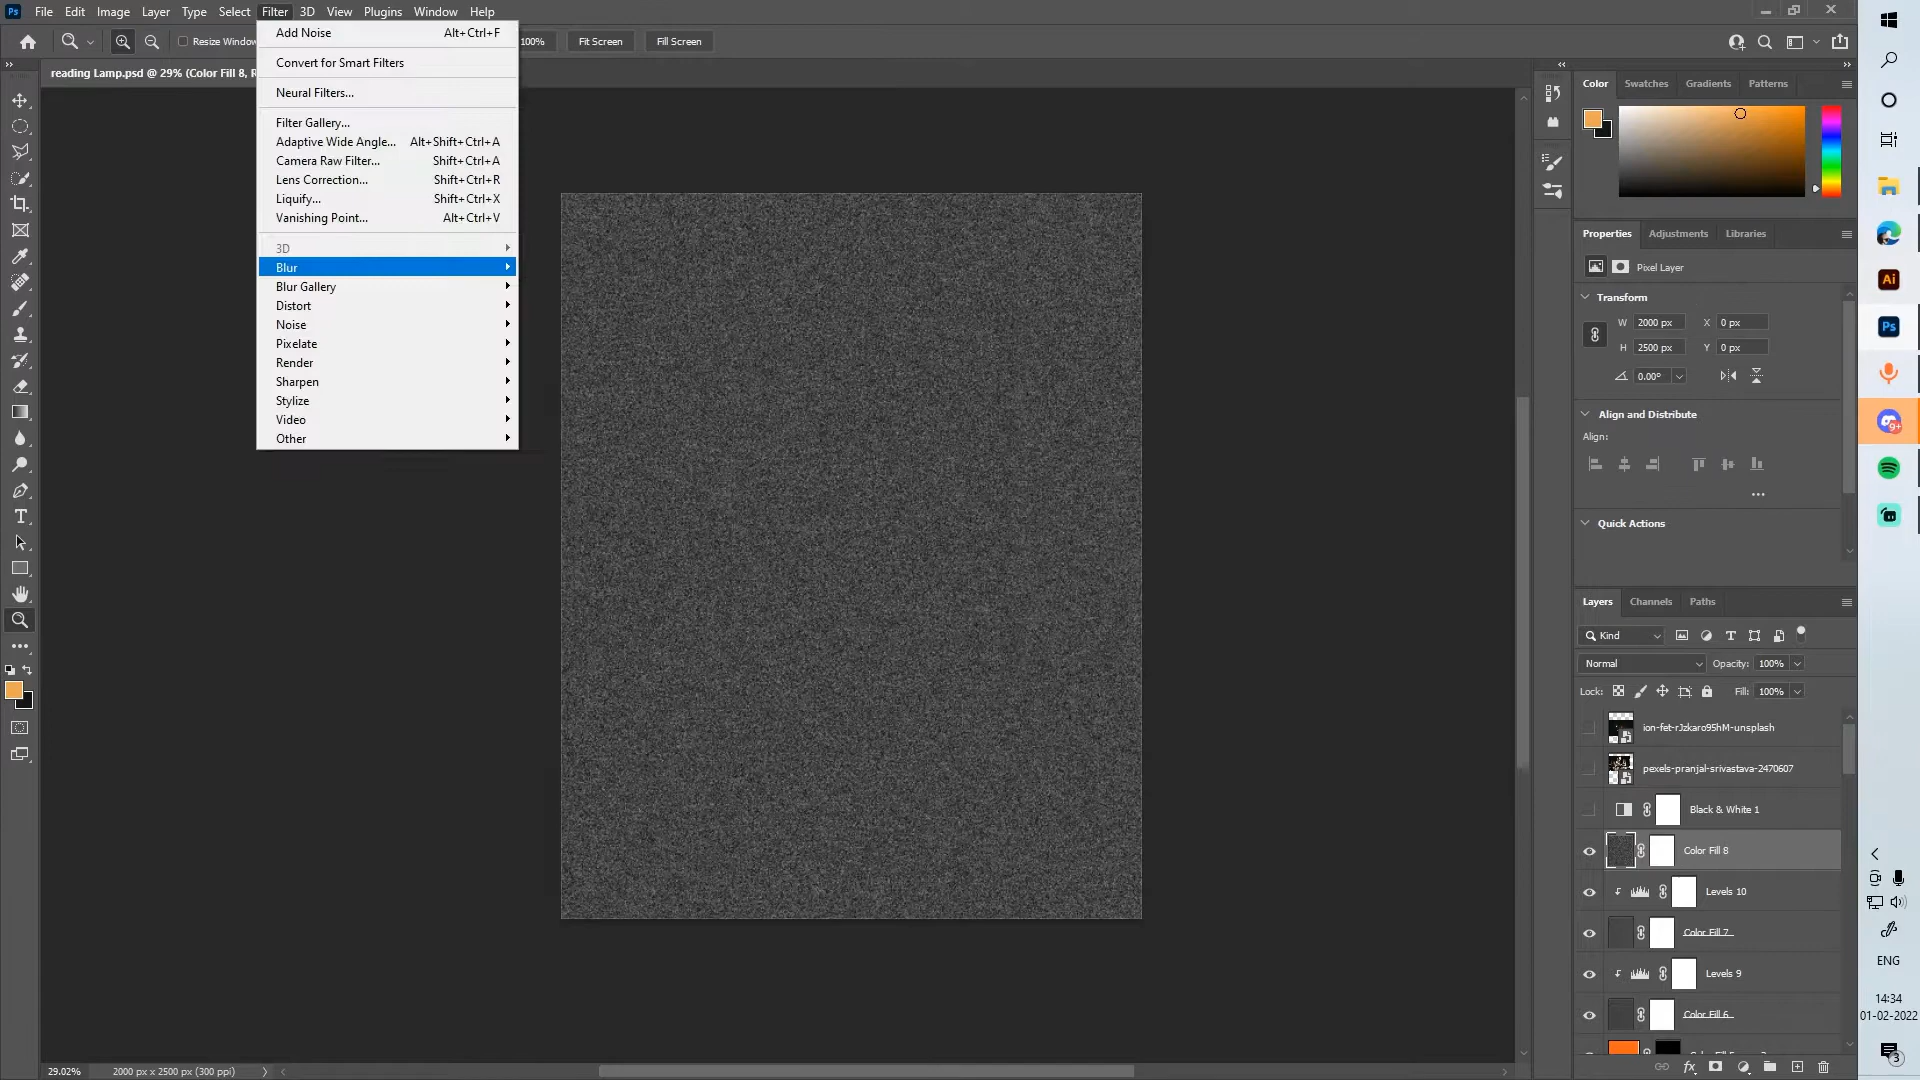 Ps File Edit Image Layer Type Select Filter 3D View Plugins Window Help
Resize Window
100% Fit Screen Fill Screen
reading Lamp.psd @ 29% (Color Fill 8, R
Add Noise Alt+Ctrl+F
Convert for Smart Filters
Neural Filters...
Filter Gallery...
Adaptive Wide Angle... Alt+Shift+Ctrl+A
Camera Raw Filter... Shift+Ctrl+A
Lens Correction... Shift+Ctrl+R
Liquify... Shift+Ctrl+X
Vanishing Point... Alt+Ctrl+V
3D
Blur
Blur Gallery
Distort
Noise
Pixelate
Render
Sharpen
Stylize
Video
Other
Color Swatches Gradients Patterns
Properties Adjustments Libraries
Pixel Layer
Transform
W 2000 px X 0 px
H 2500 px Y 0 px
0.00°
Align and Distribute
Align:
Quick Actions
Layers Channels Paths
Kind
Normal Opacity: 100%
Lock: Fill: 100%
ion-fet-rJzkaro95hM-unsplash
pexels-pranjal-srivastava-2470607
Black & White 1
Color Fill 8
Levels 10
Color Fill 7
Levels 9
Color Fill 6
29.02% 2000 px x 2500 px (300 ppi)
Ai
Ps
9+
ENG
14:34
01-02-2022
3